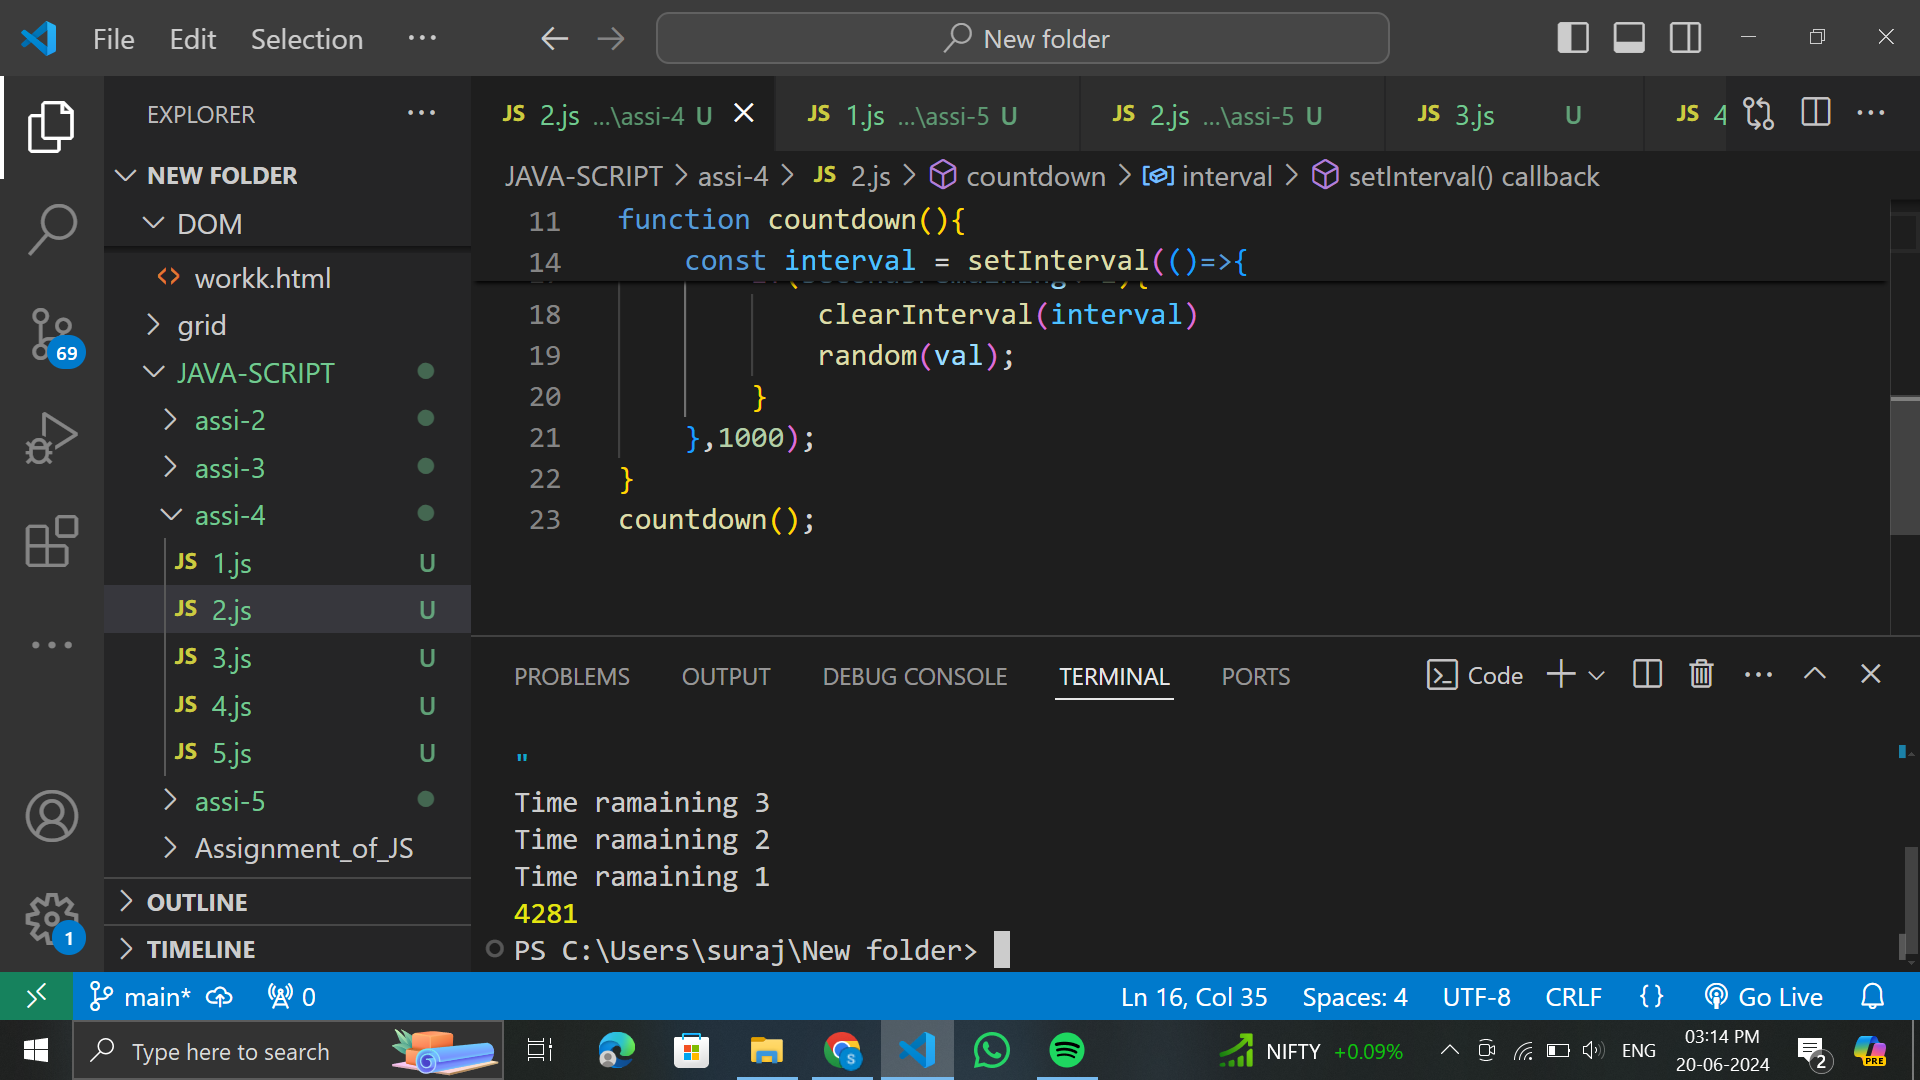 File Edit Selection ... New folder
EXPLORER ...
NEW FOLDER
DOM
workk.html
grid
JAVA-SCRIPT
assi-2
assi-3
assi-4
JS 1.js U
JS 2.js U
JS 3.js U
JS 4.js U
JS 5.js U
assi-5
Assignment_of_JS
OUTLINE
TIMELINE
69
1
JS 2.js ...\assi-4 U JS 1.js ...\assi-5 U JS 2.js ...\assi-5 U JS 3.js U JS 4
JAVA-SCRIPT > assi-4 > JS 2.js > countdown > interval > setInterval() callback
11 function countdown(){
14 const interval = setInterval(()=>{
18 clearInterval(interval)
19 random(val);
20 }
21 },1000);
22 }
23 countdown();
PROBLEMS OUTPUT DEBUG CONSOLE TERMINAL PORTS Code
"
Time ramaining 3
Time ramaining 2
Time ramaining 1
4281
PS C:\Users\suraj\New folder>
main* 0 Ln 16, Col 35 Spaces: 4 UTF-8 CRLF {} Go Live
Type here to search S NIFTY +0.09% ENG 03:14 PM
20-06-2024
2
PRE